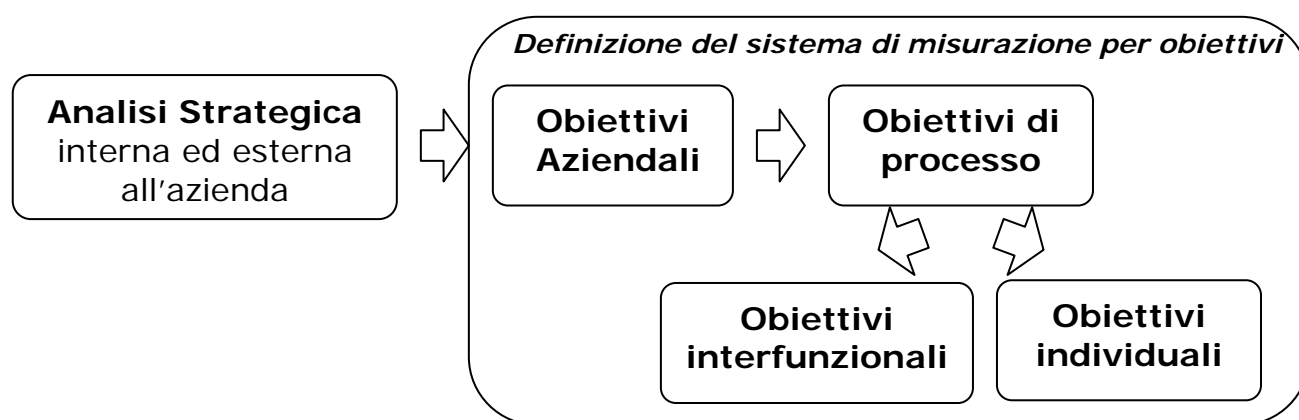 Definizione del sistema di misurazione per obiettivi
Analisi Strategica
interna ed esterna
all'azienda
Obiettivi
Aziendali
Obiettivi di
processo
Obiettivi
interfunzionali
Obiettivi
individuali